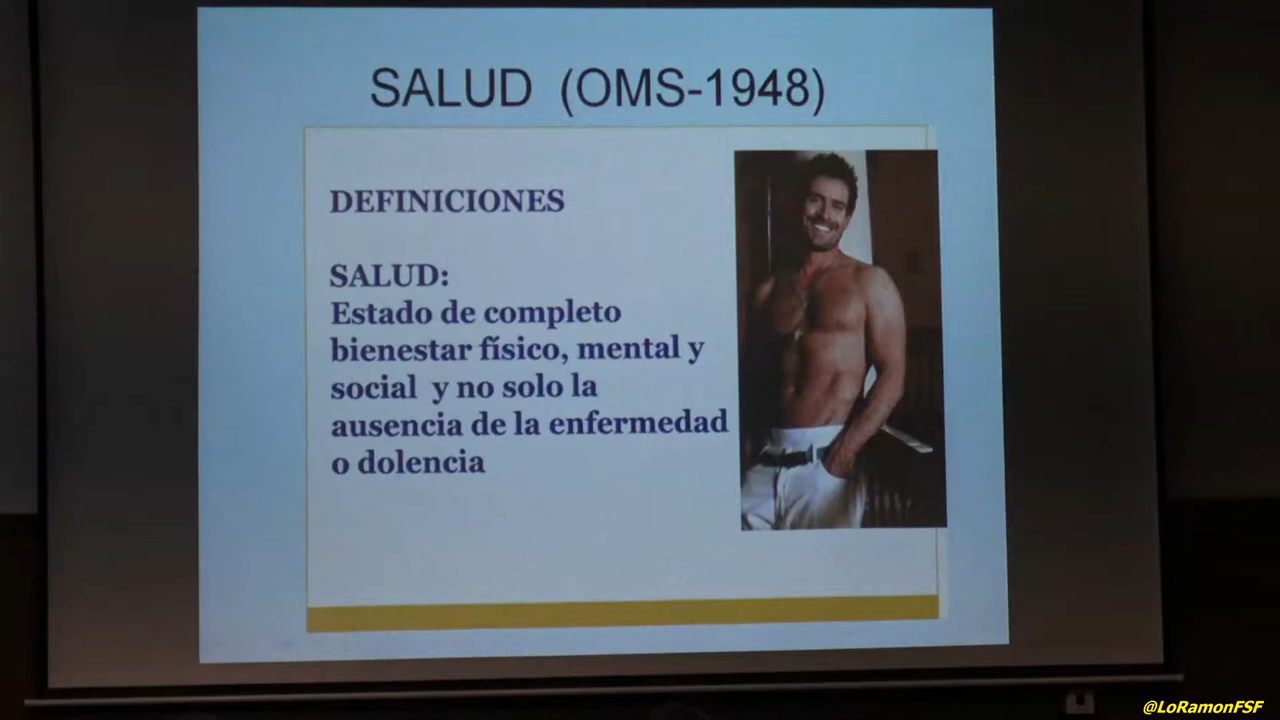 SALUD (OMS-1948)
DEFINICIONES
SALUD:
Estado de completo
bienestar físico, mental y
social y no solo la
ausencia de la enfermedad
o dolencia
@LoRamonFSF